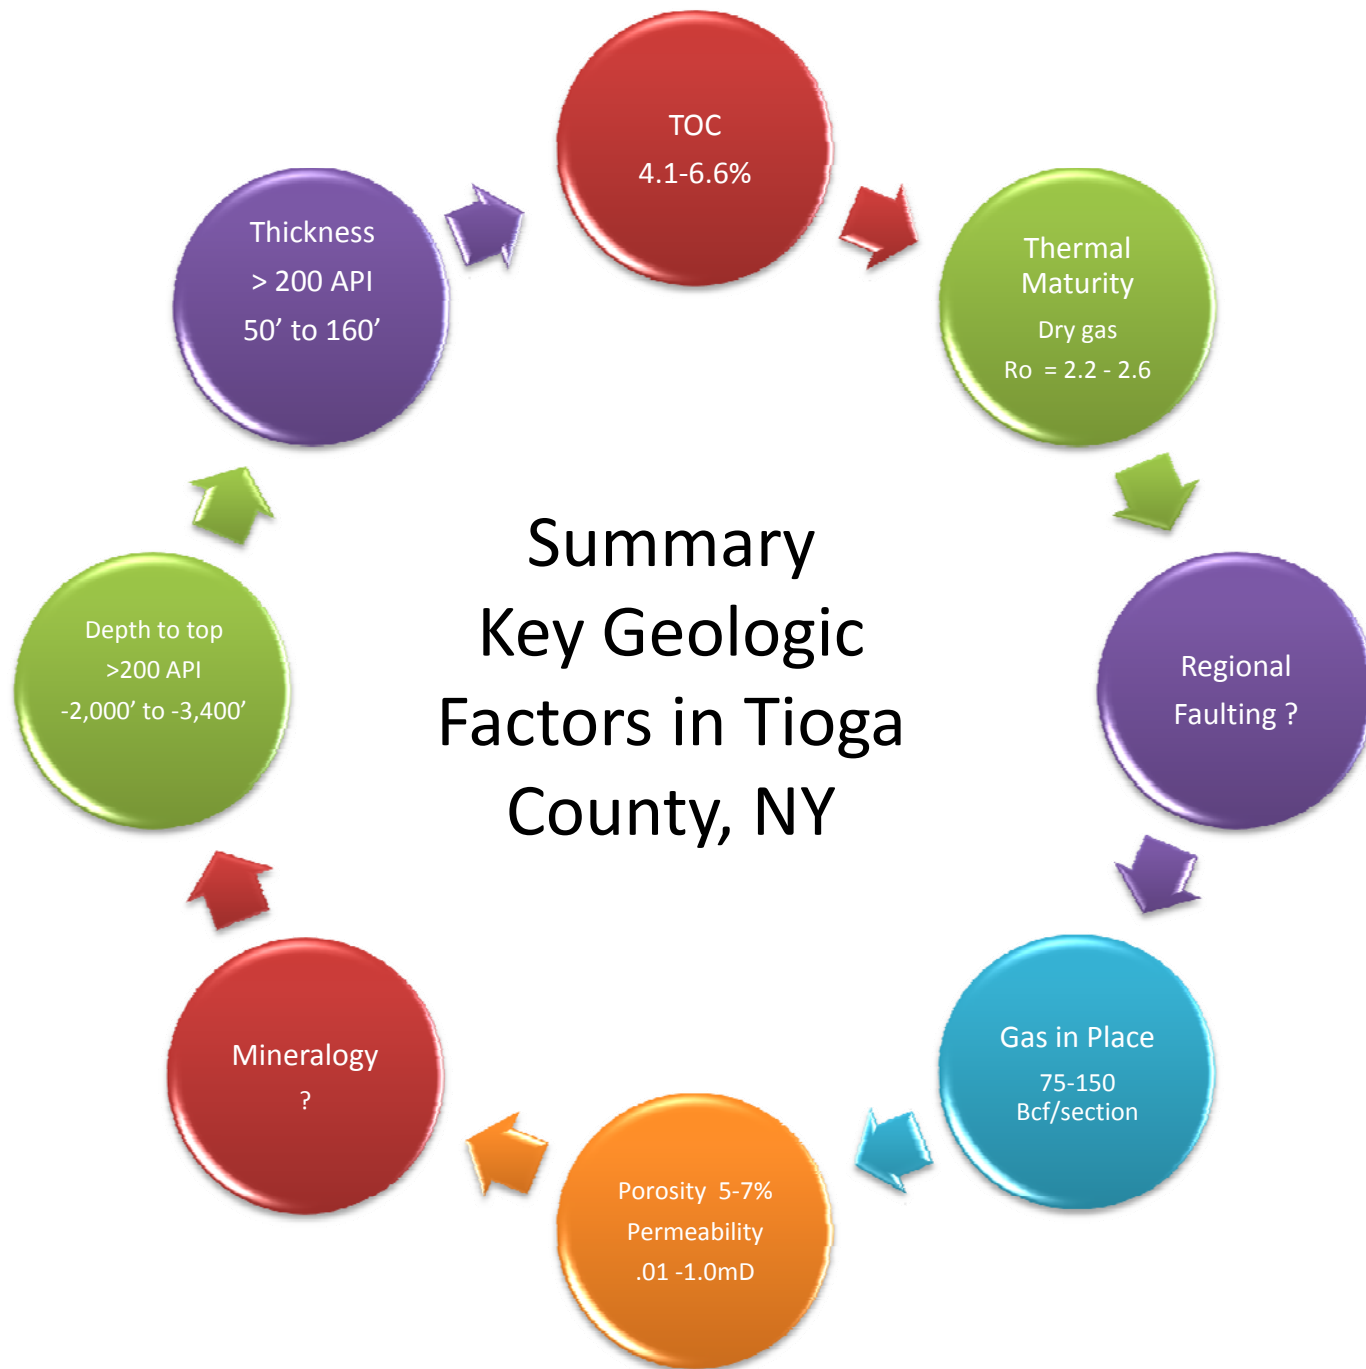 TOC
4.1-6.6%
Thermal
Maturity
Dry gas
Ro  = 2.2 - 2.6
Regional
Faulting ?
Gas in Place
75-150
Bcf/section
Porosity  5-7%
Permeability
.01 -1.0mD
Mineralogy
?
Depth to top
>200 API
-2,000’ to -3,400’
Thickness
> 200 API
50’ to 160’
Summary
Key Geologic
Factors in Tioga
County, NY